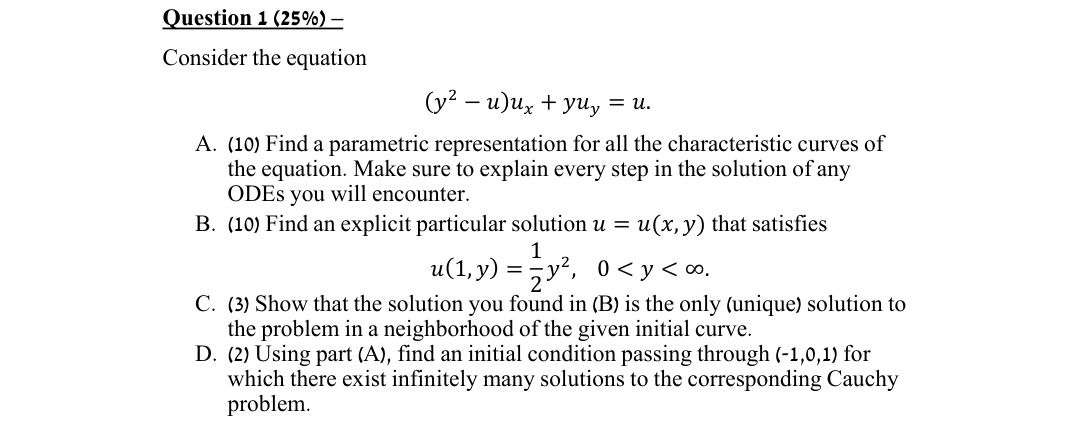 Question 1 (25%) –
Consider the equation
(y² − u)uₓ + yu_y = u.
A. (10) Find a parametric representation for all the characteristic curves of
the equation. Make sure to explain every step in the solution of any
ODEs you will encounter.
B. (10) Find an explicit particular solution u = u(x, y) that satisfies
u(1, y) = 1/2 y², 0 < y < ∞.
C. (3) Show that the solution you found in (B) is the only (unique) solution to
the problem in a neighborhood of the given initial curve.
D. (2) Using part (A), find an initial condition passing through (-1,0,1) for
which there exist infinitely many solutions to the corresponding Cauchy
problem.